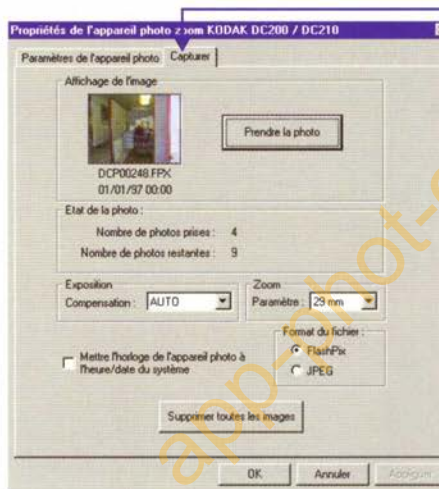 Propriétés de l'appareil photo zoom KODAK DC200 / DC210
Paramètres de l'appareil photo
Capturer
Affichage de l'image
DCP00248.FPX
01/01/97 00:00
Prendre la photo
Etat de la photo :
Nombre de photos prises : 4
Nombre de photos restantes : 9
Exposition
Compensation : AUTO
Zoom
Paramètre : 29 mm
Mettre l'horloge de l'appareil photo à
l'heure/date du système
Format du fichier :
FlashPix
JPEG
Supprimer toutes les images
OK
Annuler
Appliquer
app-phot-